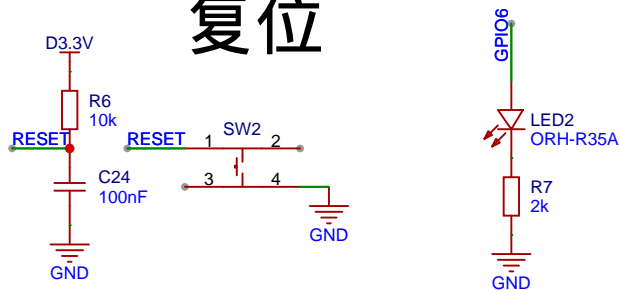 复位
D3.3V
R6
10k
RESET
C24
100nF
GND
RESET
SW2
1
2
3
4
GND
GPIO6
LED2
ORH-R35A
R7
2k
GND